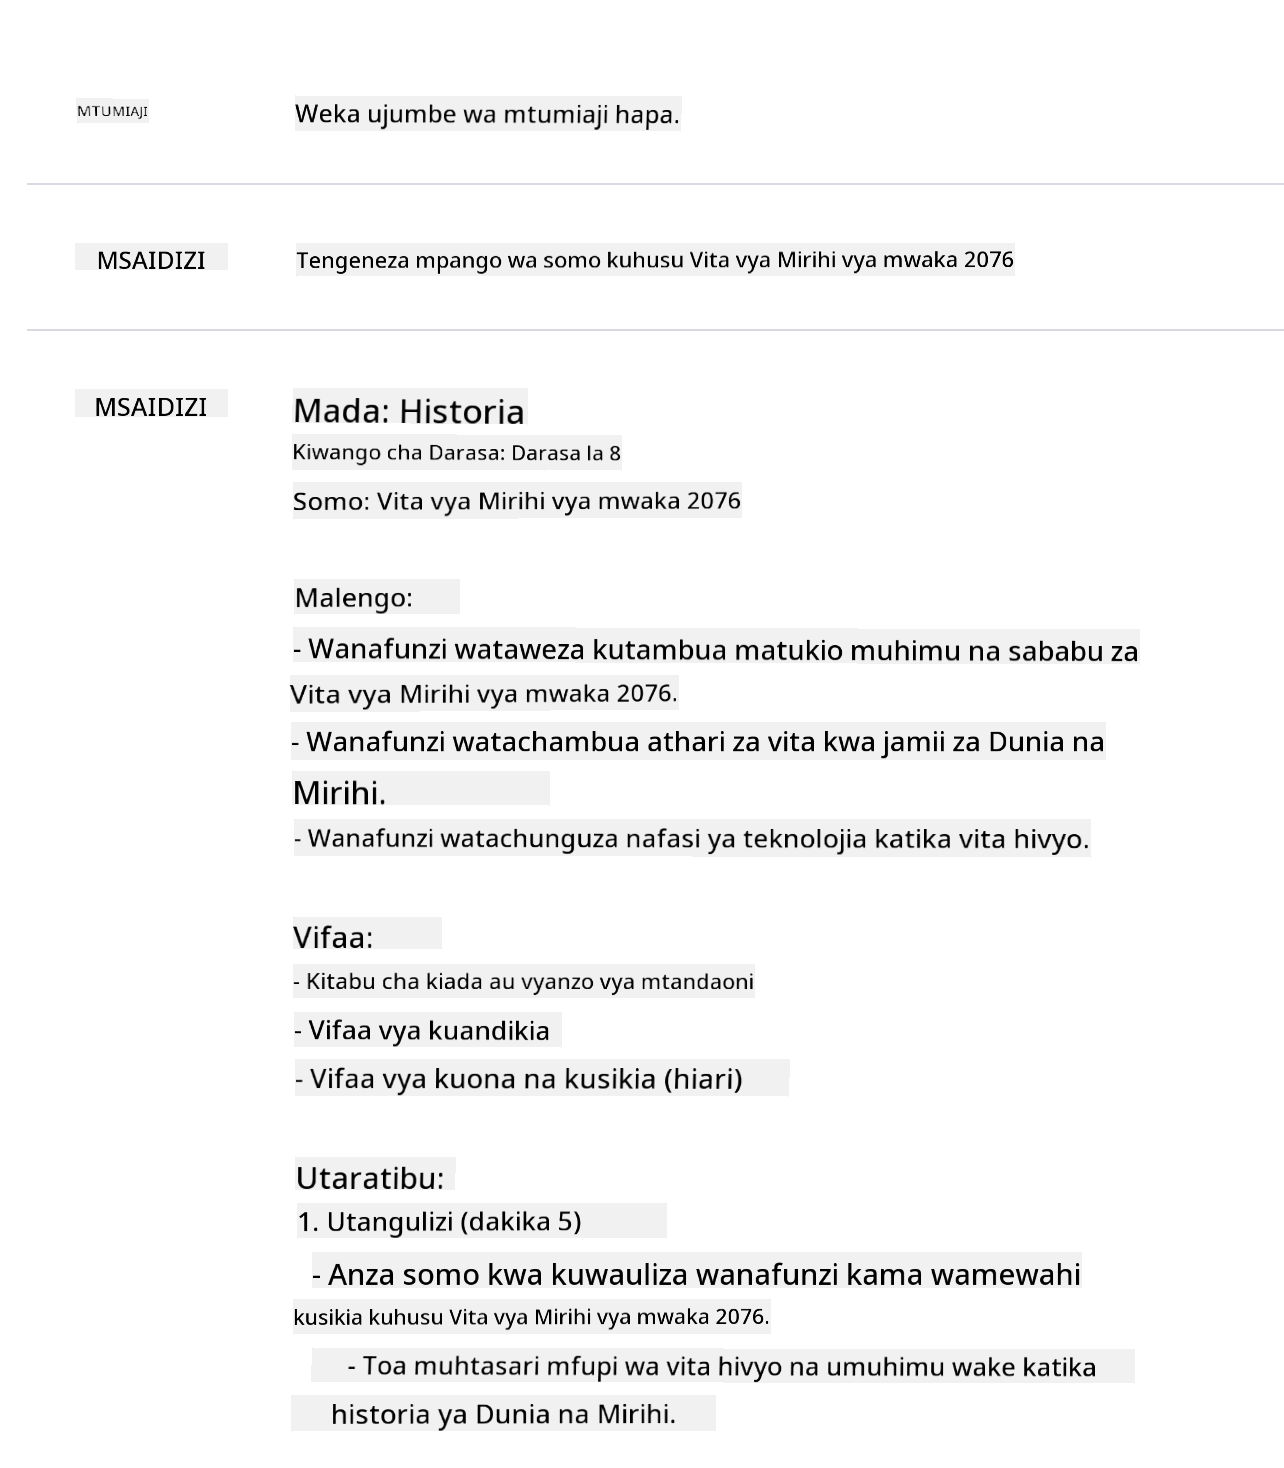 MTUMIAJI
Weka ujumbe wa mtumiaji hapa.
MSAIDIZI
Tengeneza mpango wa somo kuhusu Vita vya Mirihi vya mwaka 2076
MSAIDIZI
Mada: Historia
Kiwango cha Darasa: Darasa la 8
Somo: Vita vya Mirihi vya mwaka 2076
Malengo:
- Wanafunzi wataweza kutambua matukio muhimu na sababu za
Vita vya Mirihi vya mwaka 2076.
- Wanafunzi watachambua athari za vita kwa jamii za Dunia na
Mirihi.
- Wanafunzi watachunguza nafasi ya teknolojia katika vita hivyo.
Vifaa:
- Kitabu cha kiada au vyanzo vya mtandaoni
- Vifaa vya kuandikia
- Vifaa vya kuona na kusikia (hiari)
Utaratibu:
1. Utangulizi (dakika 5)
- Anza somo kwa kuwauliza wanafunzi kama wamewahi
kusikia kuhusu Vita vya Mirihi vya mwaka 2076.
- Toa muhtasari mfupi wa vita hivyo na umuhimu wake katika
historia ya Dunia na Mirihi.